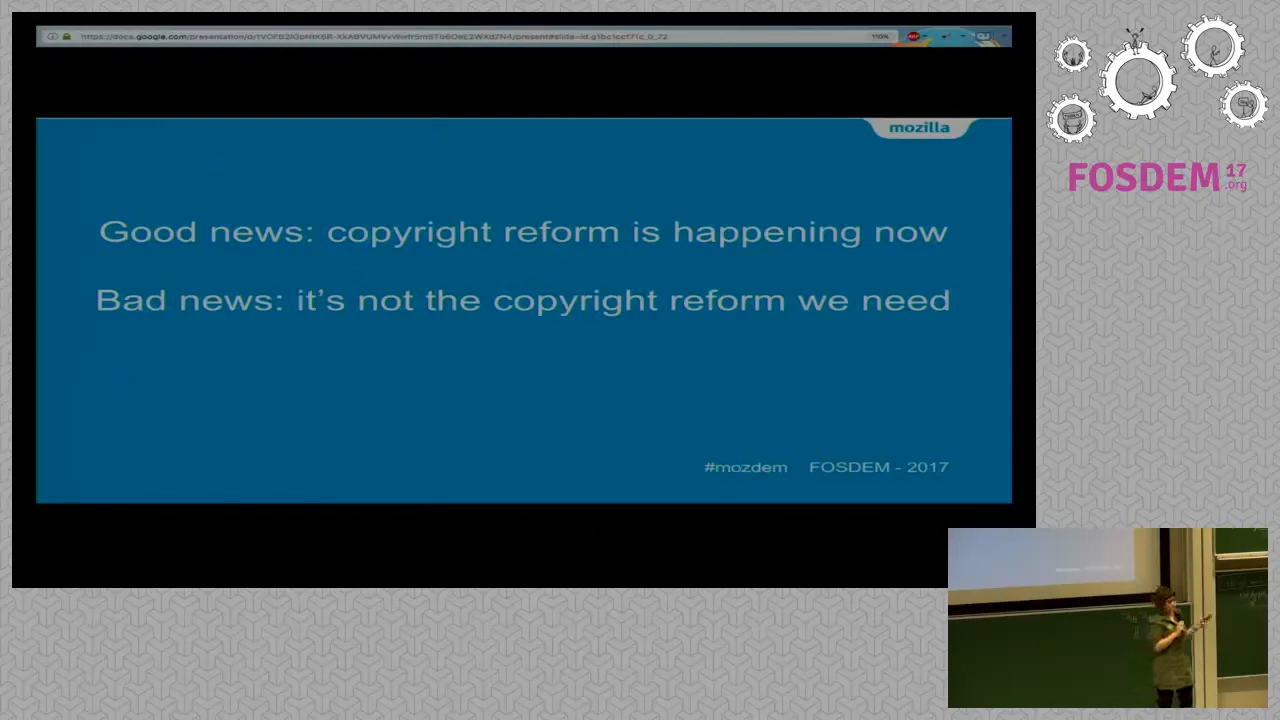 mozilla
Good news: copyright reform is happening now
Bad news: it's not the copyright reform we need
#mozdem FOSDEM - 2017
110%
FOSDEM 17
.org